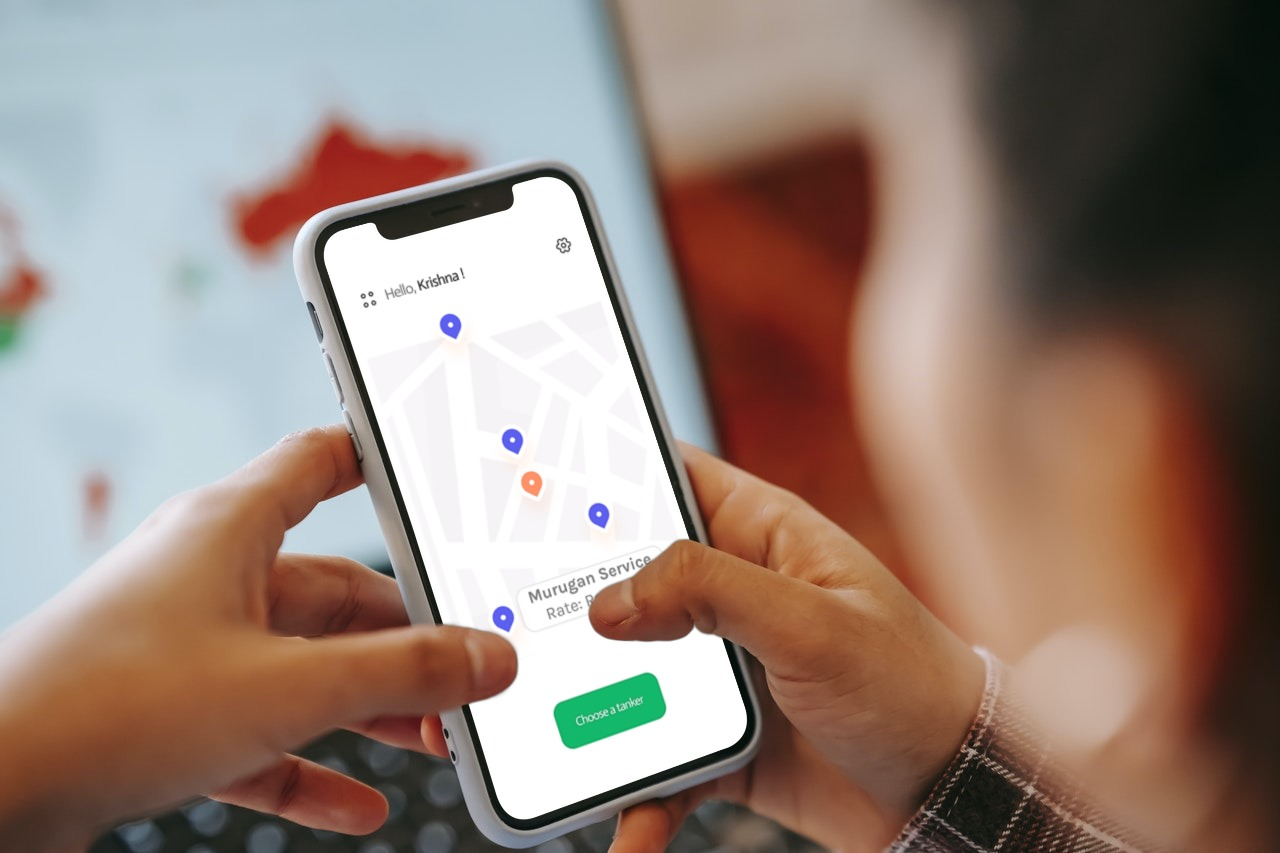 Hello, Krishna !
Murugan Service
Rate:
Choose a tanker